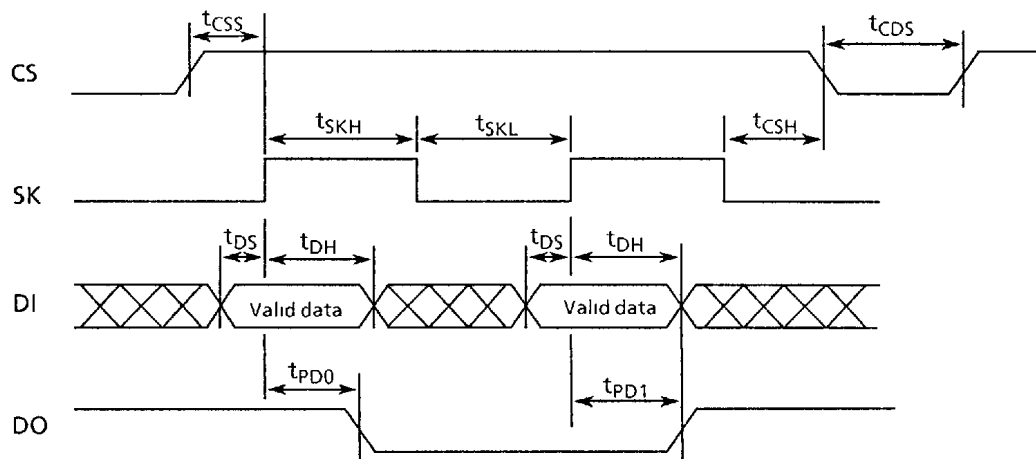 tCSS
tCDS
CS
tSKH
tSKL
tCSH
SK
tDS
tDH
tDS
tDH
DI
Valid data
Valid data
tPD0
tPD1
DO